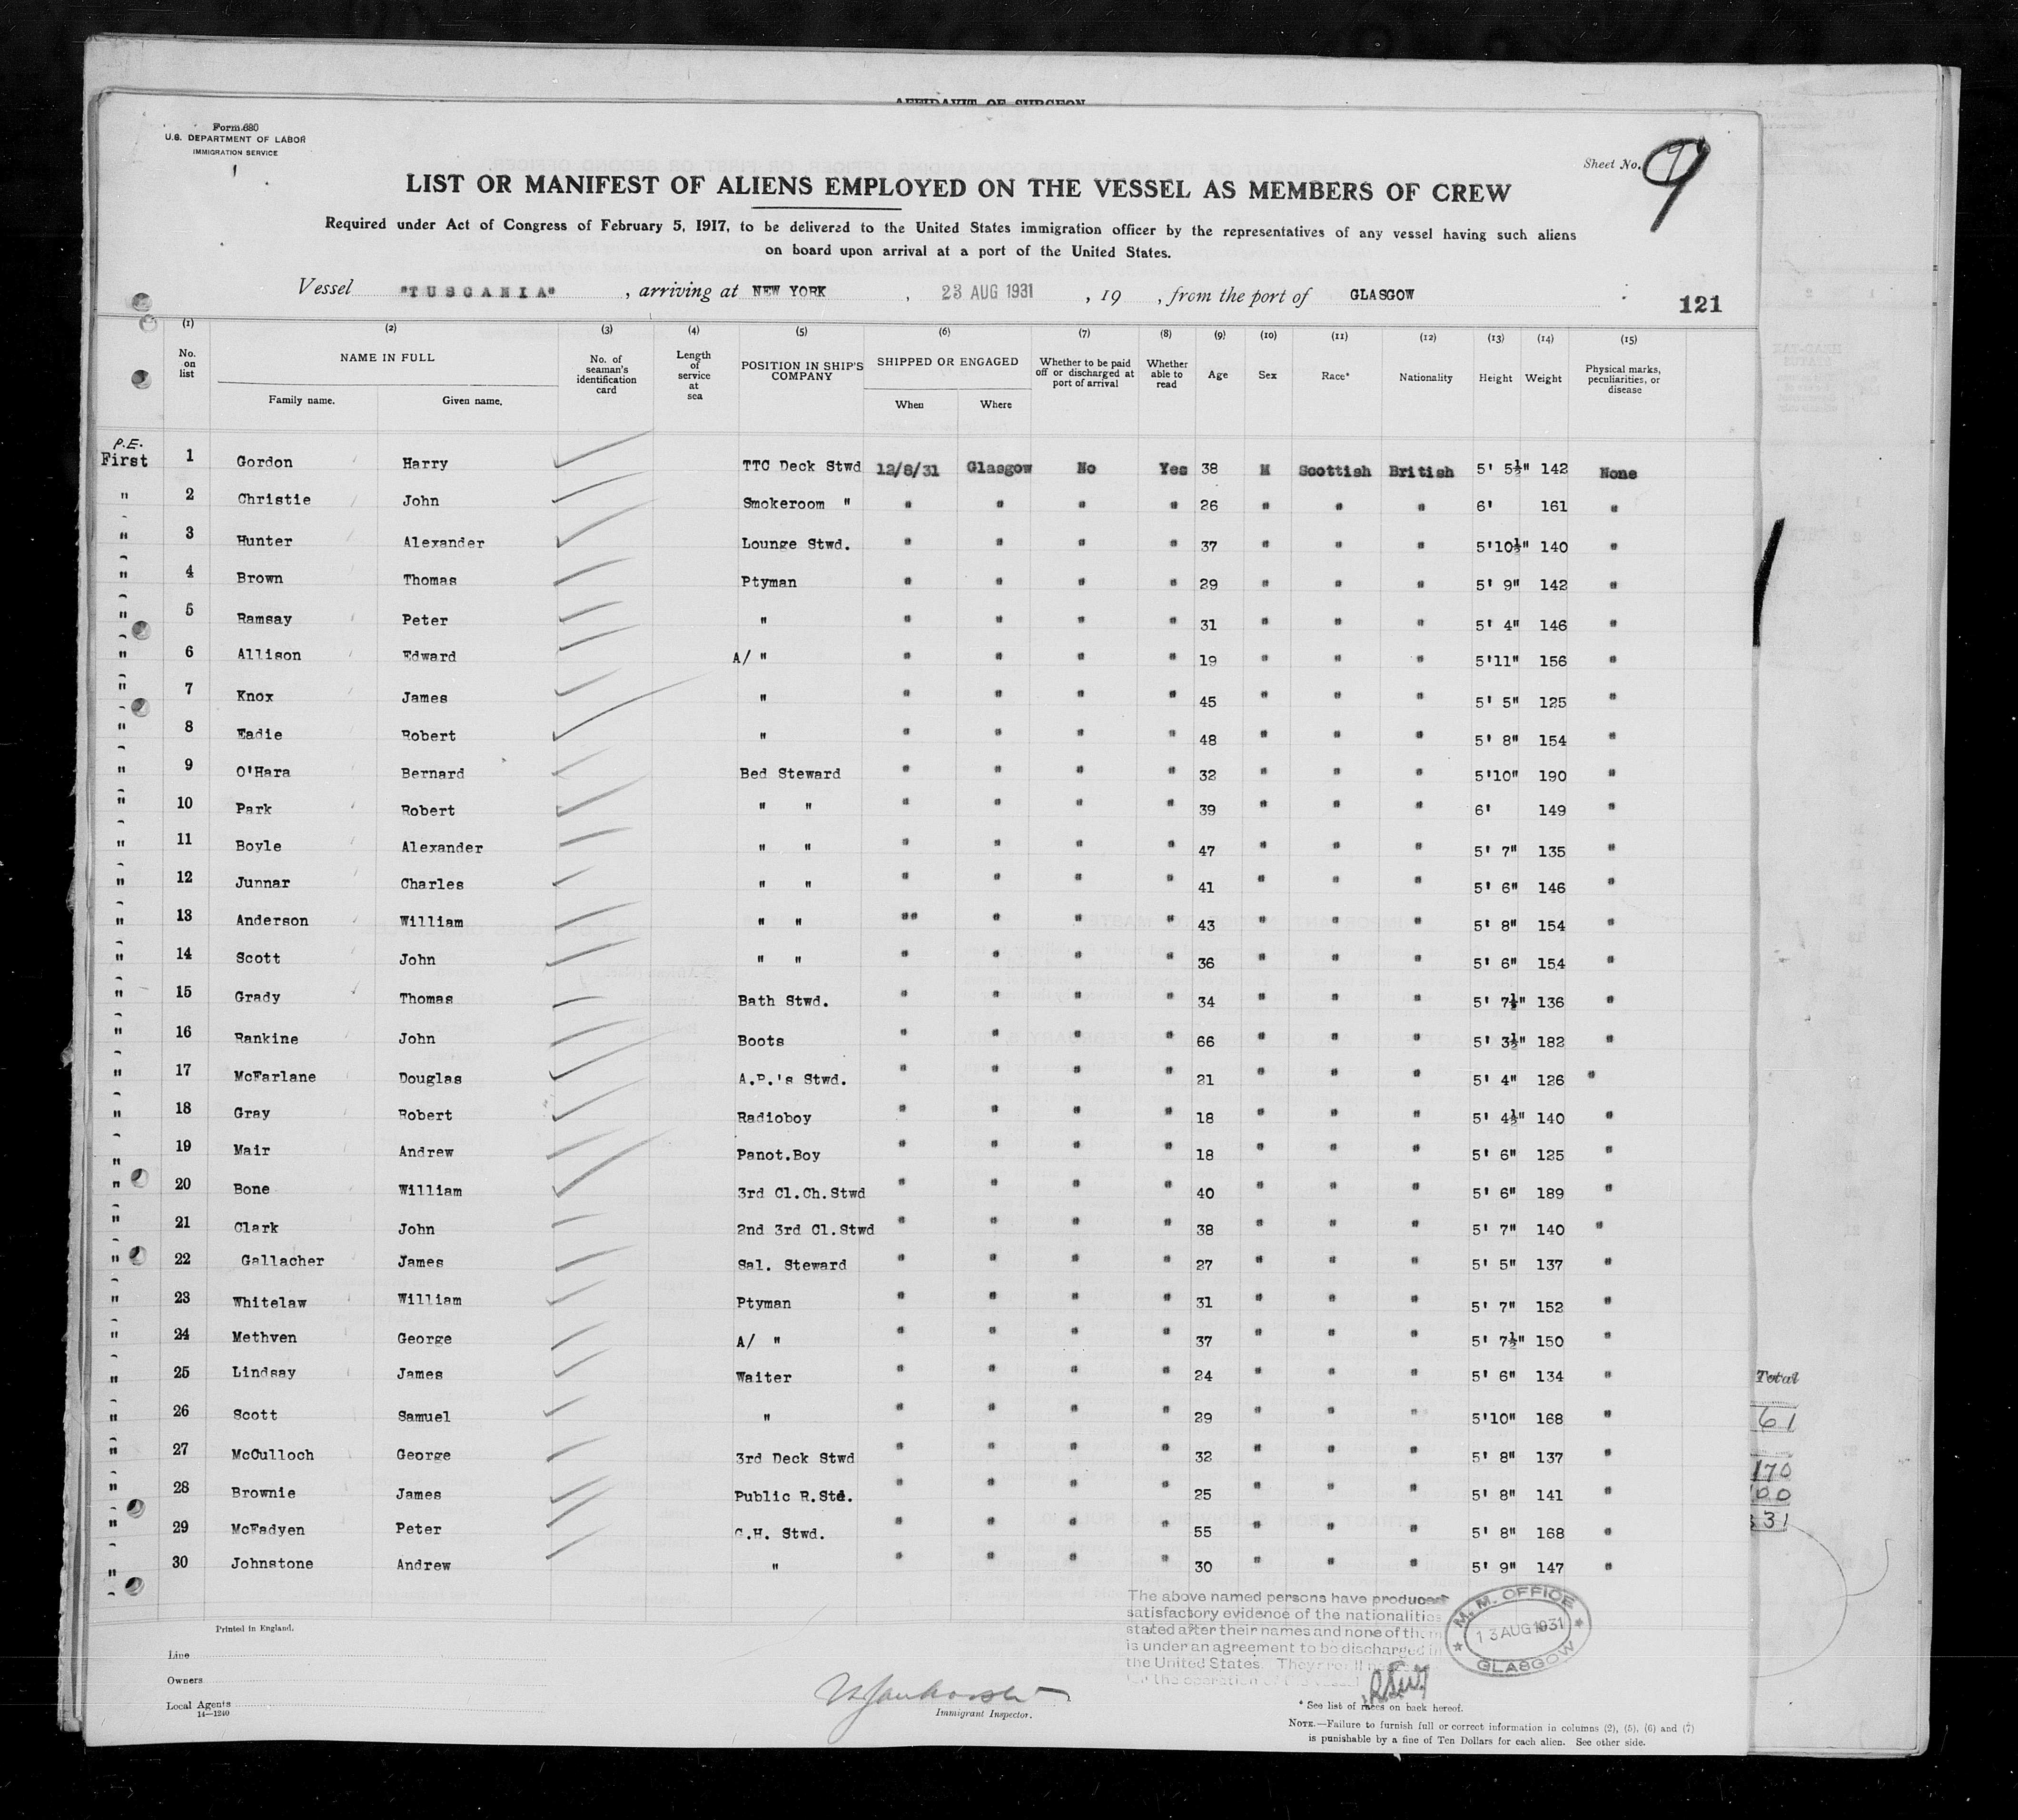 AFFIDAVIT OF SURGEON
Form 680
U.S. DEPARTMENT OF LABOR
IMMIGRATION SERVICE
Sheet No. 9
LIST OR MANIFEST OF ALIENS EMPLOYED ON THE VESSEL AS MEMBERS OF CREW
Required under Act of Congress of February 5, 1917, to be delivered to the United States immigration officer by the representatives of any vessel having such aliens
on board upon arrival at a port of the United States.
Vessel "TUSCANIA", arriving at NEW YORK, 23 AUG 1931, 19 , from the port of GLASGOW
121
(1) (2) (3) (4) (5) (6) (7) (8) (9) (10) (11) (12) (13) (14) (15)
No. on list NAME IN FULL Family name. Given name. No. of seaman's identification card Length of service at sea POSITION IN SHIP'S COMPANY SHIPPED OR ENGAGED When Where Whether to be paid off or discharged at port of arrival Whether able to read Age Sex Race* Nationality Height Weight Physical marks, peculiarities, or disease
P.E.
First 1 Gordon Harry TTC Deck Stwd 12/8/31 Glasgow No Yes 38 M Scottish British 5' 5½" 142 None
" 2 Christie John Smokeroom " " " " " 26 " " " 6' 161 "
" 3 Hunter Alexander Lounge Stwd. " " " " 37 " " " 5'10½" 140 "
" 4 Brown Thomas Ptyman " " " " 29 " " " 5' 9" 142 "
" 5 Ramsay Peter " " " " " 31 " " " 5' 4" 146 "
" 6 Allison Edward A/ " " " " " 19 " " " 5'11" 156 "
" 7 Knox James " " " " " 45 " " " 5' 5" 125 "
" 8 Eadie Robert " " " " " 48 " " " 5' 8" 154 "
" 9 O'Hara Bernard Bed Steward " " " " 32 " " " 5'10" 190 "
" 10 Park Robert " " " " " " 39 " " " 6' 149 "
" 11 Boyle Alexander " " " " " " 47 " " " 5' 7" 135 "
" 12 Junnar Charles " " " " " " 41 " " " 5' 6" 146 "
" 13 Anderson William " " "" " " " 43 " " " 5' 8" 154 "
" 14 Scott John " " " " " " 36 " " " 5' 6" 154 "
" 15 Grady Thomas Bath Stwd. " " " " 34 " " " 5' 7½" 136 "
" 16 Rankine John Boots " " " " 66 " " " 5' 3½" 182 "
" 17 McFarlane Douglas A.P.'s Stwd. " " " " 21 " " " 5' 4" 126 "
" 18 Gray Robert Radioboy " " " " 18 " " " 5' 4½" 140 "
" 19 Mair Andrew Panot.Boy " " " " 18 " " " 5' 6" 125 "
" 20 Bone William 3rd Cl.Ch.Stwd " " " " 40 " " " 5' 6" 189 "
" 21 Clark John 2nd 3rd Cl.Stwd " " " " 38 " " " 5' 7" 140 "
" 22 Gallacher James Sal. Steward " " " " 27 " " " 5' 5" 137 "
" 23 Whitelaw William Ptyman " " " " 31 " " " 5' 7" 152 "
" 24 Methven George A/ " " " " " 37 " " " 5' 7½" 150 "
" 25 Lindsay James Waiter " " " " 24 " " " 5' 6" 134 "
" 26 Scott Samuel " " " " " 29 " " " 5'10" 168 "
" 27 McCulloch George 3rd Deck Stwd " " " " 32 " " " 5' 8" 137 "
" 28 Brownie James Public R.Std. " " " " 25 " " " 5' 8" 141 "
" 29 McFadyen Peter G.H. Stwd. " " " " 55 " " " 5' 8" 168 "
" 30 Johnstone Andrew " " " " " 30 " " " 5' 9" 147 "
Total
61
170
00
31
The above named persons have produced
satisfactory evidence of the nationalities
stated after their names and none of them
is under an agreement to be discharged in
the United States.
M. M. OFFICE
13 AUG 1931
GLASGOW
Printed in England.
Line
Owners
Local Agents
14—1240
Immigrant Inspector.
* See list of races on back hereof.
NOTE.—Failure to furnish full or correct information in columns (2), (5), (6) and (7)
is punishable by a fine of Ten Dollars for each alien. See other side.